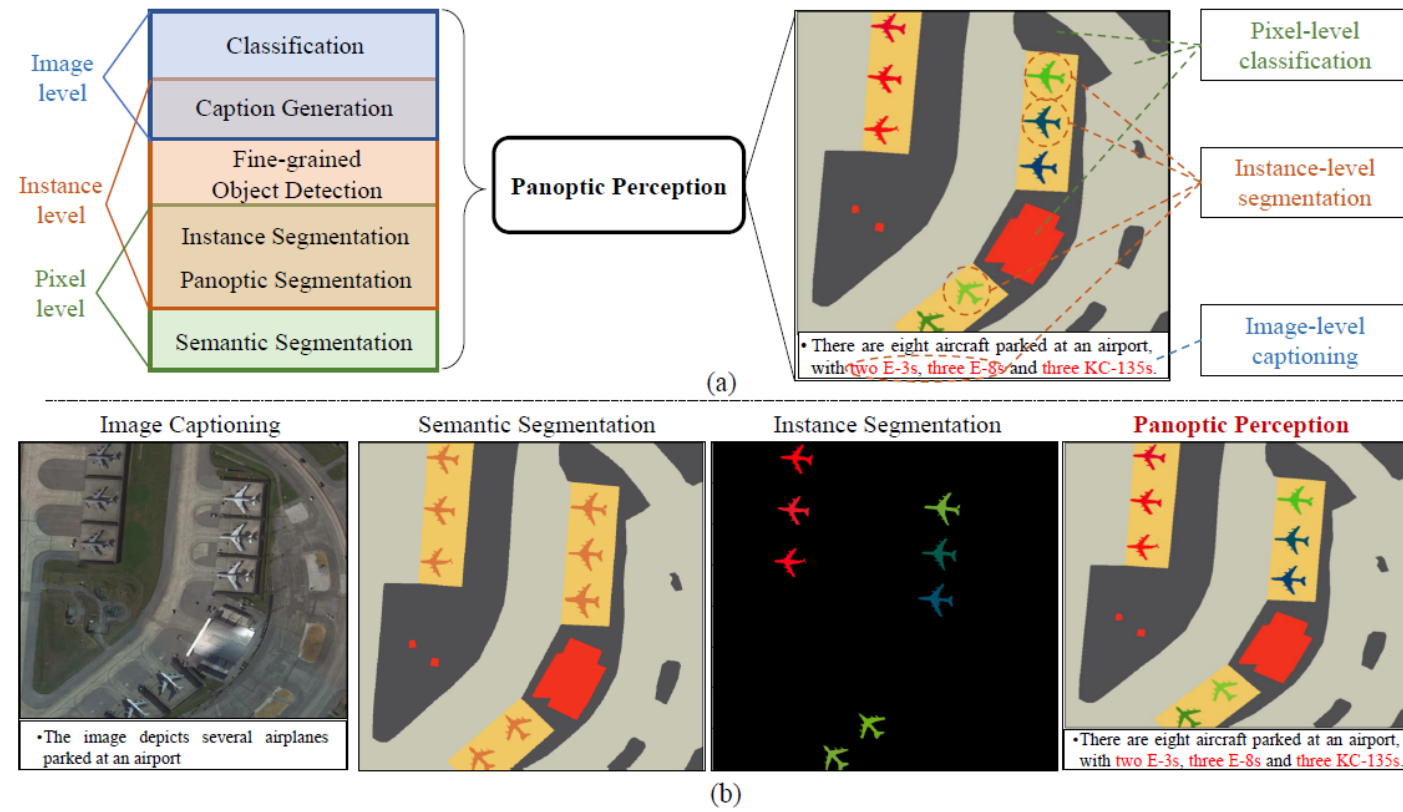 Image
level
Instance
level
Pixel
level
Classification
Caption Generation
Fine-grained
Object Detection
Instance Segmentation
Panoptic Segmentation
Semantic Segmentation
Panoptic Perception
• There are eight aircraft parked at an airport,
with two E-3s, three E-8s and three KC-135s.
Pixel-level
classification
Instance-level
segmentation
Image-level
captioning
(a)
Image Captioning
Semantic Segmentation
Instance Segmentation
Panoptic Perception
•The image depicts several airplanes
parked at an airport
•There are eight aircraft parked at an airport,
with two E-3s, three E-8s and three KC-135s.
(b)